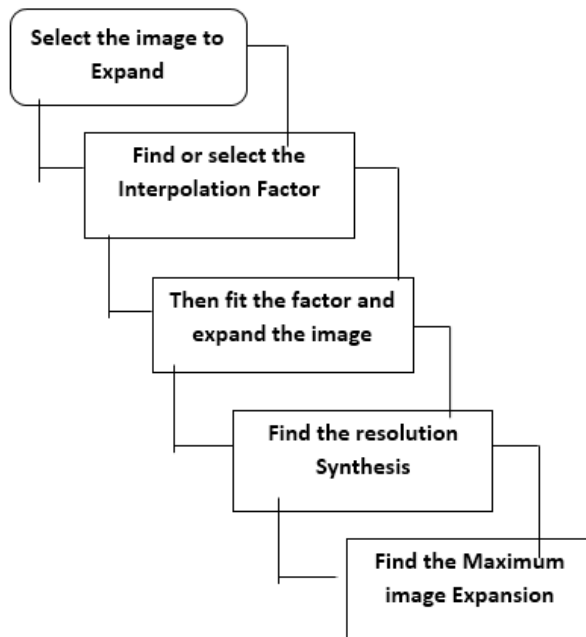 Select the image to
Expand
Find or select the
Interpolation Factor
Then fit the factor and
expand the image
Find the resolution
Synthesis
Find the Maximum
image Expansion